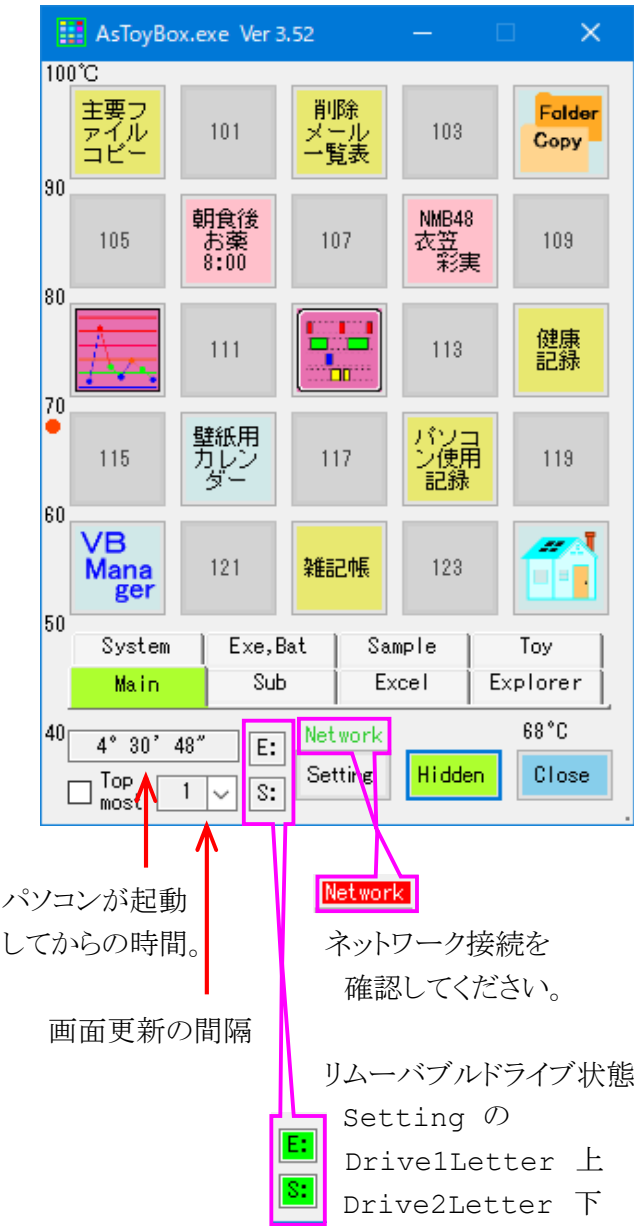 AsToyBox.exe Ver 3.52
100℃
主要フ
ァイル
コピー
101
削除
メール
一覧表
103
Folder
Copy
90
105
朝食後
お薬
8:00
107
NMB48
衣笠
彩実
109
80
111
113
健康
記録
70
115
壁紙用
カレン
ダー
117
パソコ
ン使用
記録
119
60
VB
Mana
ger
121
雑記帳
123
50
System
Exe,Bat
Sample
Toy
Main
Sub
Excel
Explorer
40
4° 30′ 48″
E:
Network
68℃
Top
most
1
S:
Setting
Hidden
Close
パソコンが起動
してからの時間。
Network
ネットワーク接続を
確認してください。
画面更新の間隔
リムーバブルドライブ状態
Setting の
E:
Drive1Letter 上
S:
Drive2Letter 下